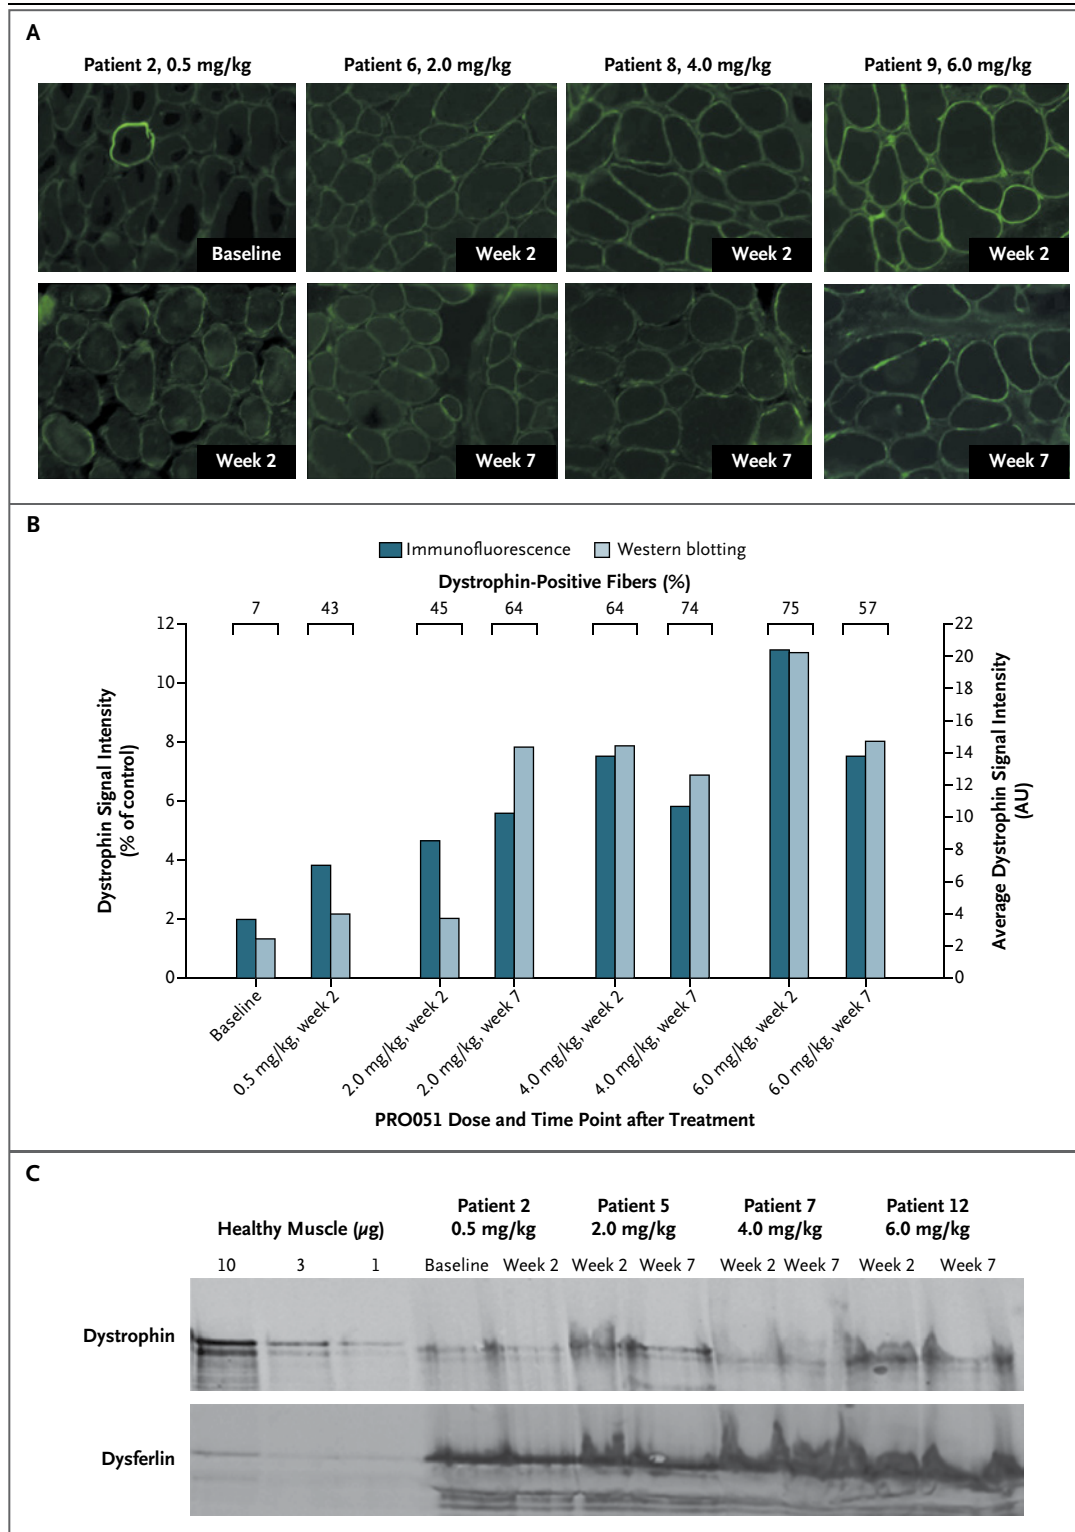 A
Patient 2, 0.5 mg/kg
Patient 6, 2.0 mg/kg
Patient 8, 4.0 mg/kg
Patient 9, 6.0 mg/kg
Baseline
Week 2
Week 2
Week 2
Week 2
Week 7
Week 7
Week 7
B
Immunofluorescence
Western blotting
Dystrophin-Positive Fibers (%)
7 43 45 64 64 74 75 57
12
10
8
6
4
2
0
Dystrophin Signal Intensity
(% of control)
22
20
18
16
14
12
10
8
6
4
2
0
Average Dystrophin Signal Intensity
(AU)
Baseline
0.5 mg/kg, week 2
2.0 mg/kg, week 2
2.0 mg/kg, week 7
4.0 mg/kg, week 2
4.0 mg/kg, week 7
6.0 mg/kg, week 2
6.0 mg/kg, week 7
PRO051 Dose and Time Point after Treatment
C
Healthy Muscle (µg)
Patient 2
0.5 mg/kg
Patient 5
2.0 mg/kg
Patient 7
4.0 mg/kg
Patient 12
6.0 mg/kg
10 3 1 Baseline Week 2 Week 2 Week 7 Week 2 Week 7 Week 2 Week 7
Dystrophin
Dysferlin